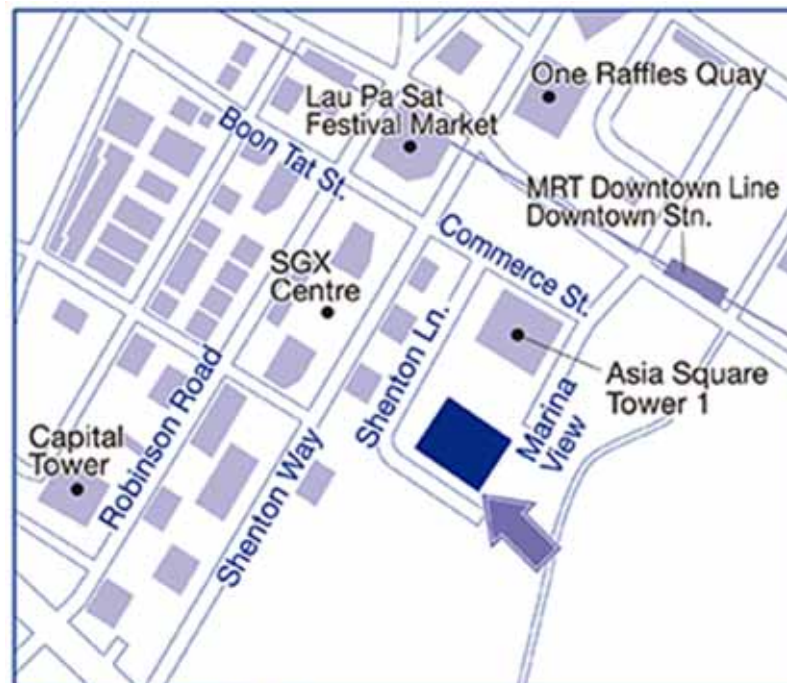 One Raffles Quay
Lau Pa Sat
Festival Market
Boon Tat St.
MRT Downtown Line
Downtown Stn.
Commerce St.
SGX
Centre
Shenton Ln.
Asia Square
Tower 1
Marina
View
Robinson Road
Capital
Tower
Shenton Way